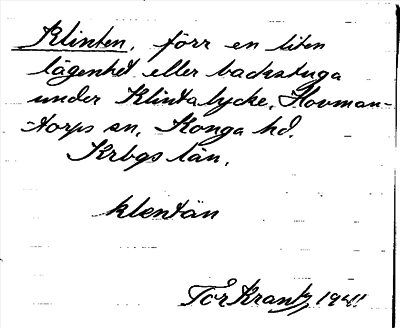 Klinten, förr en liten
lägenhet eller backstuga
under Klintalycke, Hovman-
torps sn, Konga hd.
Krbgs län.
klentän
Tor Krantz 1941